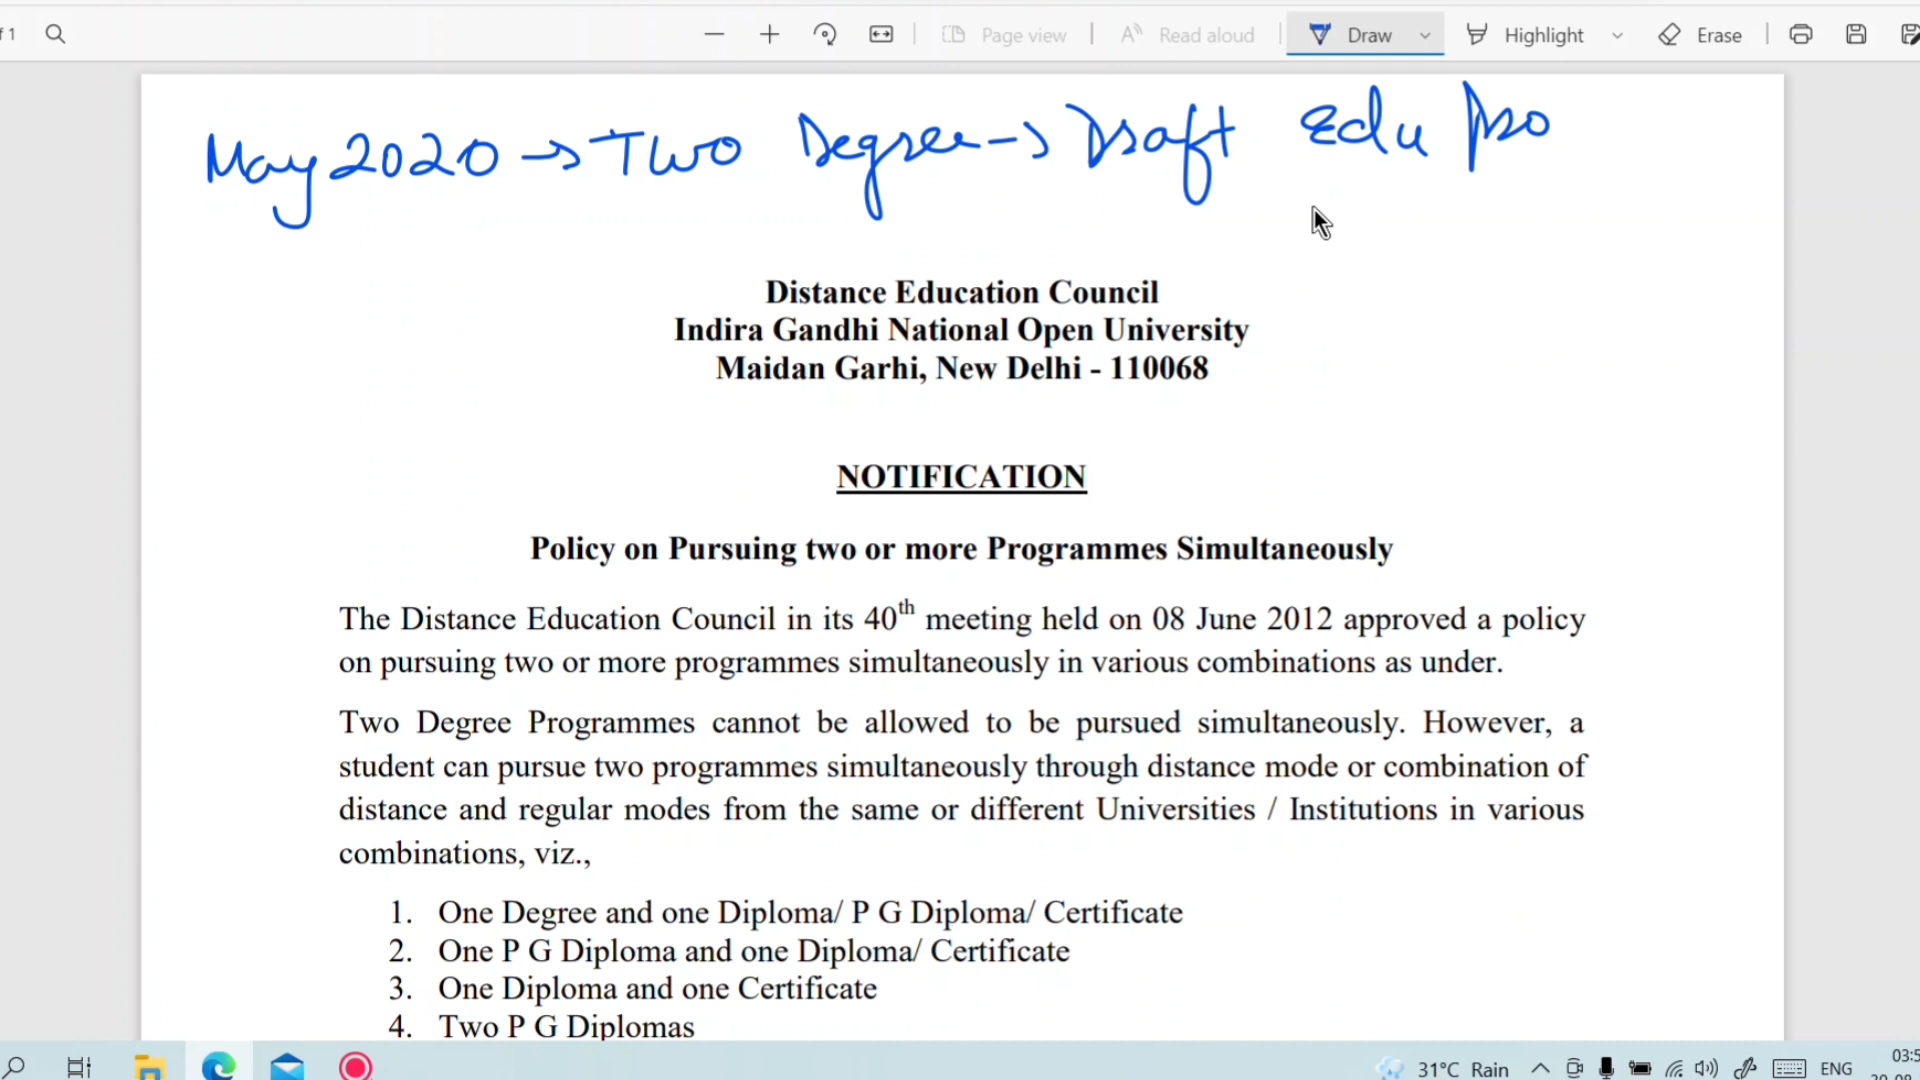 f 1 Page view Read aloud Draw Highlight Erase
May 2020 → Two Degree → Draft Edu pro
Distance Education Council
Indira Gandhi National Open University
Maidan Garhi, New Delhi - 110068
NOTIFICATION
Policy on Pursuing two or more Programmes Simultaneously
The Distance Education Council in its 40th meeting held on 08 June 2012 approved a policy
on pursuing two or more programmes simultaneously in various combinations as under.
Two Degree Programmes cannot be allowed to be pursued simultaneously. However, a
student can pursue two programmes simultaneously through distance mode or combination of
distance and regular modes from the same or different Universities / Institutions in various
combinations, viz.,
1. One Degree and one Diploma/ P G Diploma/ Certificate
2. One P G Diploma and one Diploma/ Certificate
3. One Diploma and one Certificate
4. Two P G Diplomas
31°C Rain ENG 03:5